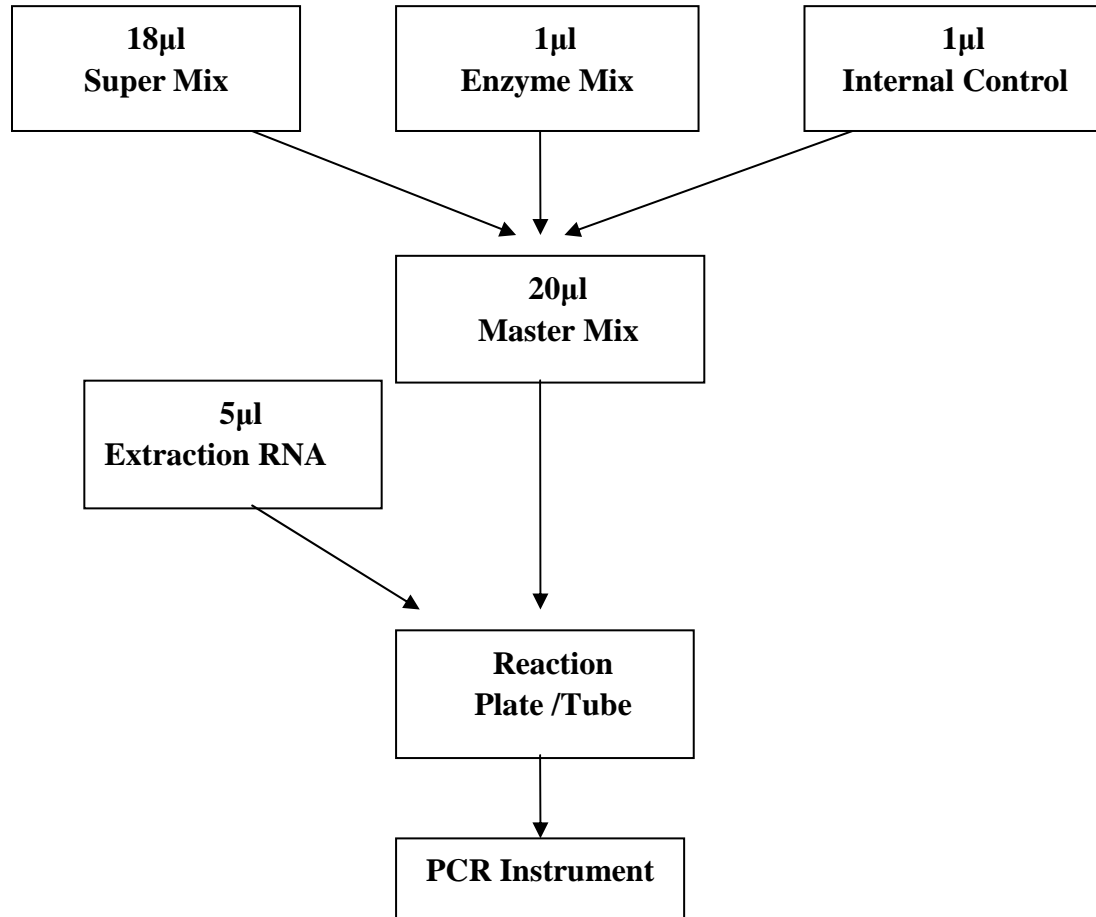 18μl
Super Mix
1μl
Enzyme Mix
1μl
Internal Control
20μl
Master Mix
5μl
Extraction RNA
Reaction
Plate /Tube
PCR Instrument